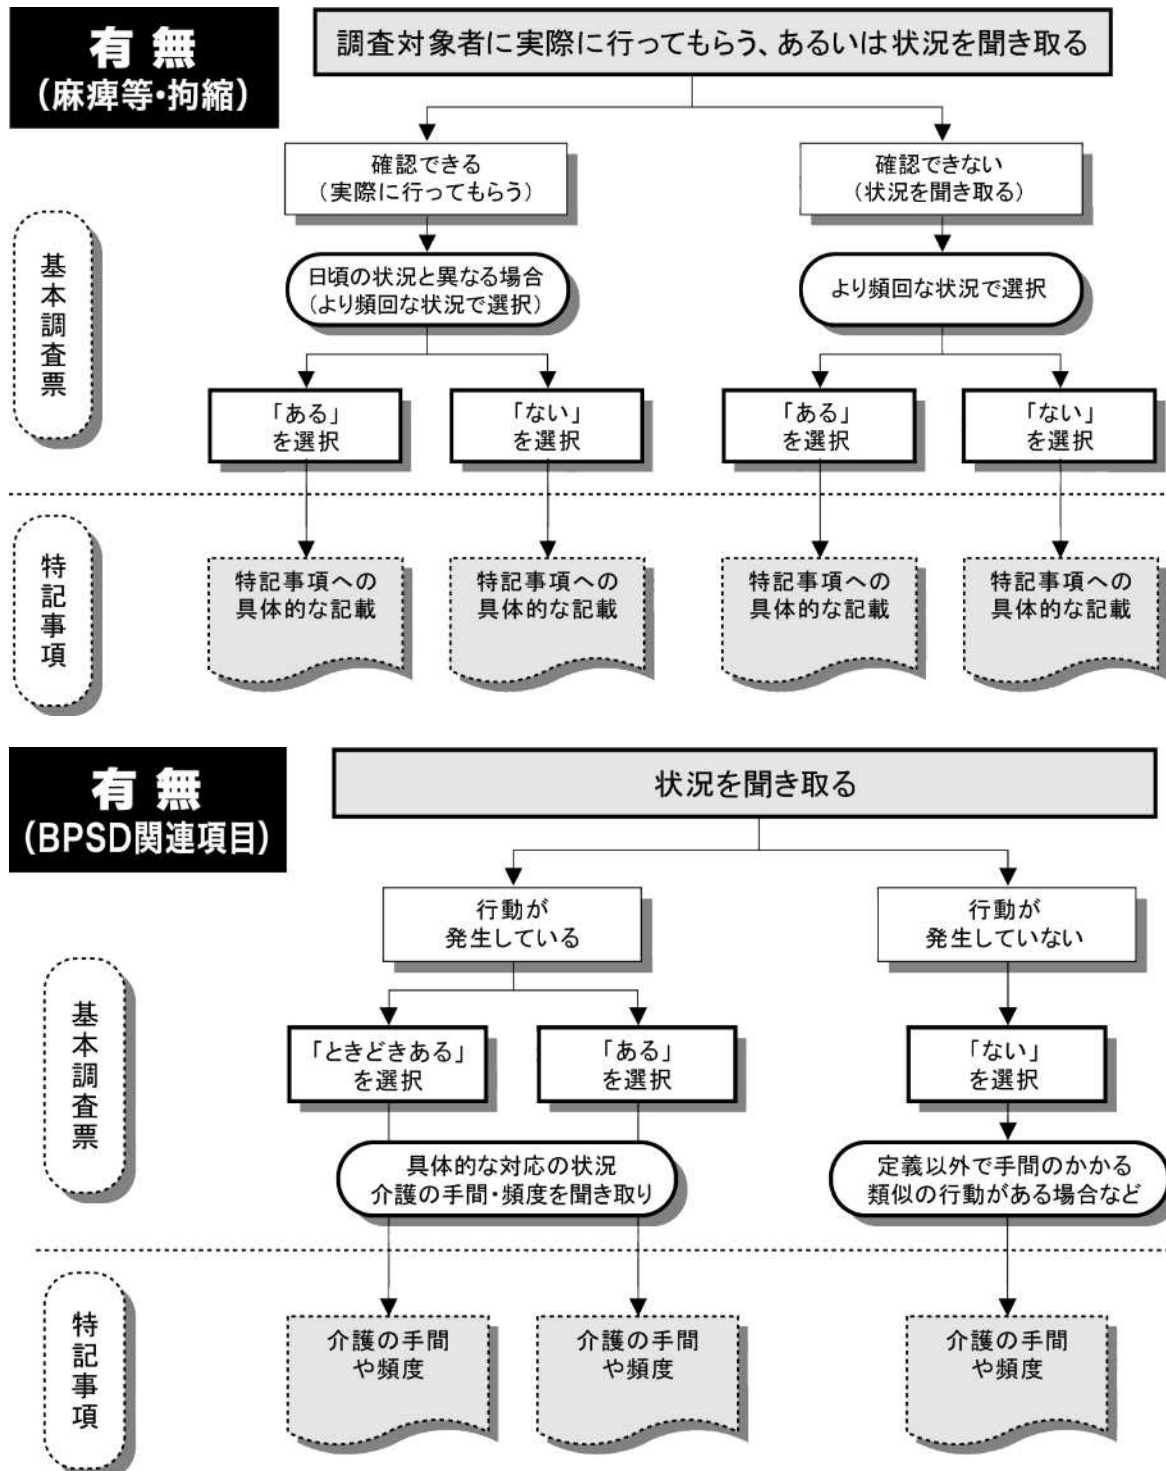 有無
(麻痺等・拘縮)
調査対象者に実際に行ってもらう、あるいは状況を聞き取る
確認できる
(実際に行ってもらう)
確認できない
(状況を聞き取る)
基本調査票
日頃の状況と異なる場合
(より頻回な状況で選択)
より頻回な状況で選択
「ある」
を選択
「ない」
を選択
「ある」
を選択
「ない」
を選択
特記事項
特記事項への
具体的な記載
特記事項への
具体的な記載
特記事項への
具体的な記載
特記事項への
具体的な記載
有無
(BPSD関連項目)
状況を聞き取る
行動が
発生している
行動が
発生していない
基本調査票
「ときどきある」
を選択
「ある」
を選択
「ない」
を選択
具体的な対応の状況
介護の手間・頻度を聞き取り
定義以外で手間のかかる
類似の行動がある場合など
特記事項
介護の手間
や頻度
介護の手間
や頻度
介護の手間
や頻度